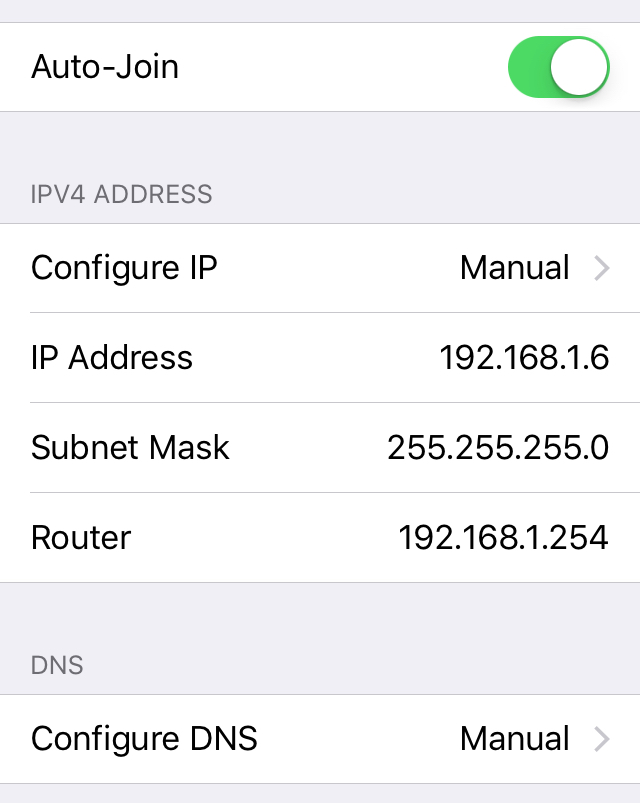 Auto-Join
IPV4 ADDRESS
Configure IP Manual
IP Address 192.168.1.6
Subnet Mask 255.255.255.0
Router 192.168.1.254
DNS
Configure DNS Manual